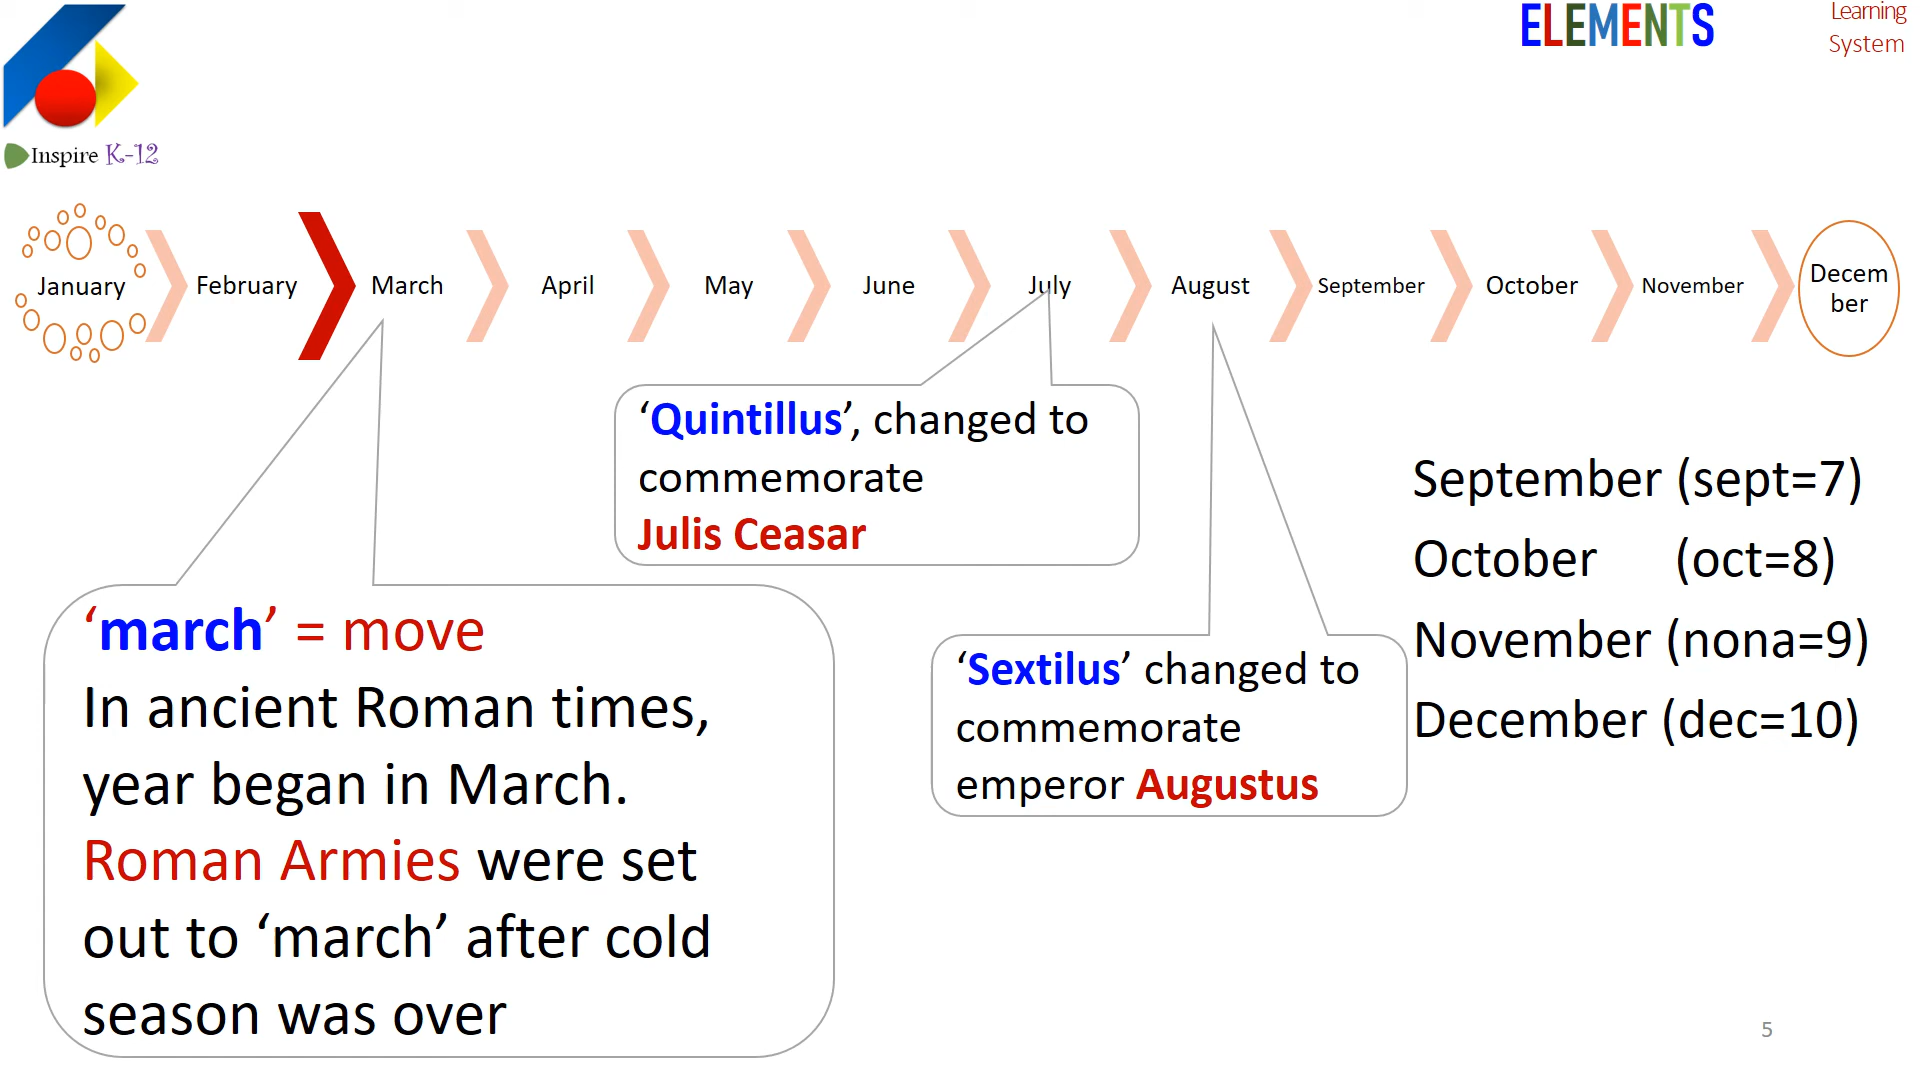 ELEMENTS
Learning
System
Inspire K-12
January
February
March
April
May
June
July
August
September
October
November
Decem
ber
‘Quintillus’, changed to
commemorate
Julis Ceasar
September (sept=7)
October (oct=8)
November (nona=9)
December (dec=10)
‘march’ = move
In ancient Roman times,
year began in March.
Roman Armies were set
out to ‘march’ after cold
season was over
‘Sextilus’ changed to
commemorate
emperor Augustus
5